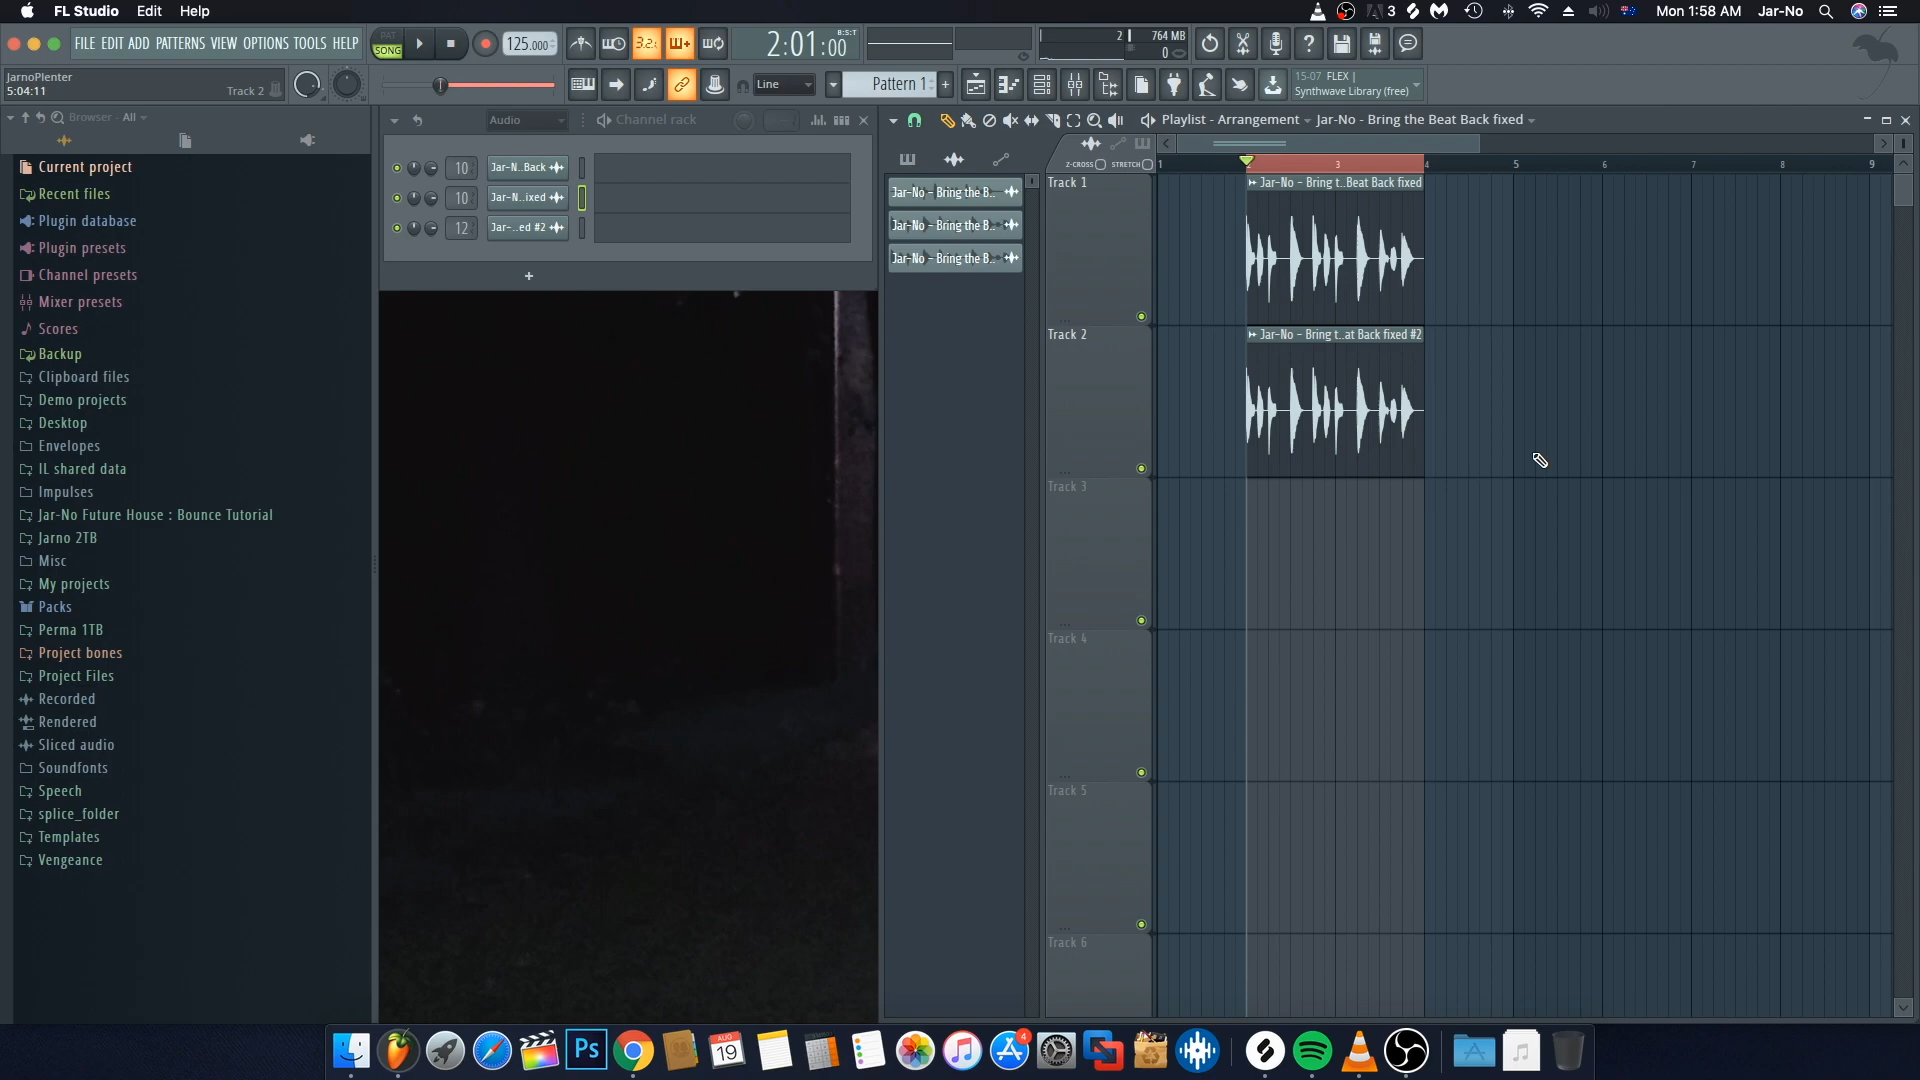 FL Studio Edit Help
3 Mon 1:58 AM Jar-No
FILE EDIT ADD PATTERNS VIEW OPTIONS TOOLS HELP
PAT
SONG
125.000
3.2.
2:01:00
B:S:T
2
764 MB
0
JarnoPlenter
5:04:11 Track 2
Line
Pattern 1
15-07 FLEX |
Synthwave Library (free)
Browser - All
Audio
Channel rack
Playlist - Arrangement
Jar-No - Bring the Beat Back fixed
Current project
Recent files
Plugin database
Plugin presets
Channel presets
Mixer presets
Scores
Backup
Clipboard files
Demo projects
Desktop
Envelopes
IL shared data
Impulses
Jar-No Future House : Bounce Tutorial
Jarno 2TB
Misc
My projects
Packs
Perma 1TB
Project bones
Project Files
Recorded
Rendered
Sliced audio
Soundfonts
Speech
splice_folder
Templates
Vengeance
10 Jar-N..Back
10 Jar-N..ixed
12 Jar-..ed #2
+
Jar-No - Bring the B..
Jar-No - Bring the B..
Jar-No - Bring the B..
Z-CROSS STRETCH
1 3 4 5 6 7 8 9
Track 1
Jar-No - Bring t..Beat Back fixed
Track 2
Jar-No - Bring t..at Back fixed #2
Track 3
Track 4
Track 5
Track 6
Ps
AUG
19
4